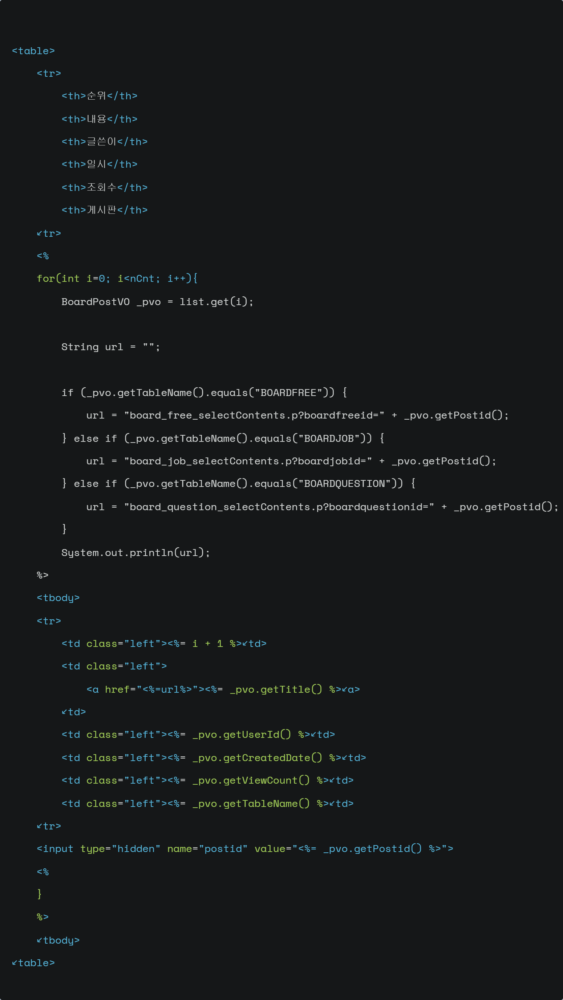 <table>
    <tr>
        <th>순위</th>
        <th>내용</th>
        <th>글쓴이</th>
        <th>일시</th>
        <th>조회수</th>
        <th>게시판</th>
    </tr>
    <%
    for(int i=0; i<nCnt; i++){
        BoardPostVO _pvo = list.get(i);
        String url = "";
        if (_pvo.getTableName().equals("BOARDFREE")) {
            url = "board_free_selectContents.p?boardfreeid=" + _pvo.getPostid();
        } else if (_pvo.getTableName().equals("BOARDJOB")) {
            url = "board_job_selectContents.p?boardjobid=" + _pvo.getPostid();
        } else if (_pvo.getTableName().equals("BOARDQUESTION")) {
            url = "board_question_selectContents.p?boardquestionid=" + _pvo.getPostid();
        }
        System.out.println(url);
    %>
    <tbody>
    <tr>
        <td class="left"><%= i + 1 %></td>
        <td class="left">
            <a href="<%=url%>"><%= _pvo.getTitle() %></a>
        </td>
        <td class="left"><%= _pvo.getUserId() %></td>
        <td class="left"><%= _pvo.getCreatedDate() %></td>
        <td class="left"><%= _pvo.getViewCount() %></td>
        <td class="left"><%= _pvo.getTableName() %></td>
    </tr>
    <input type="hidden" name="postid" value="<%= _pvo.getPostid() %>">
    <%
    }
    %>
    </tbody>
</table>